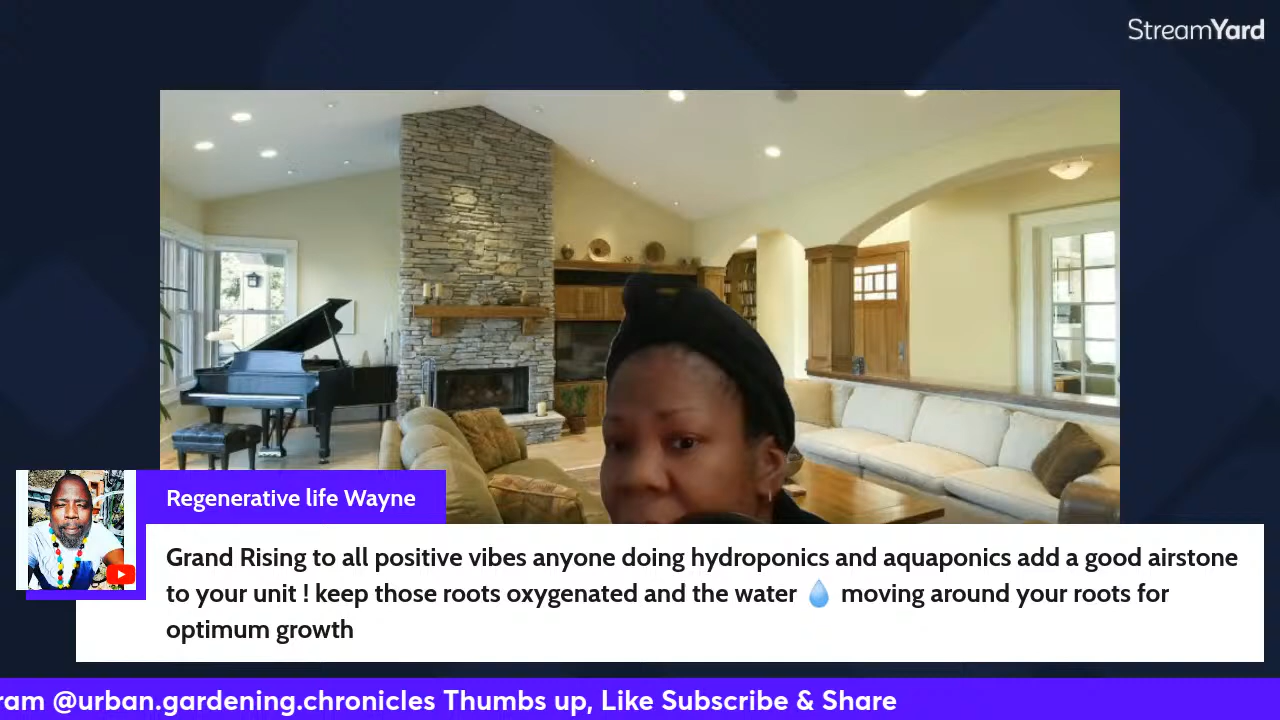 StreamYard
Regenerative life Wayne
Grand Rising to all positive vibes anyone doing hydroponics and aquaponics add a good airstone
to your unit ! keep those roots oxygenated and the water 💧 moving around your roots for
optimum growth
@urban.gardening.chronicles Thumbs up, Like Subscribe & Share